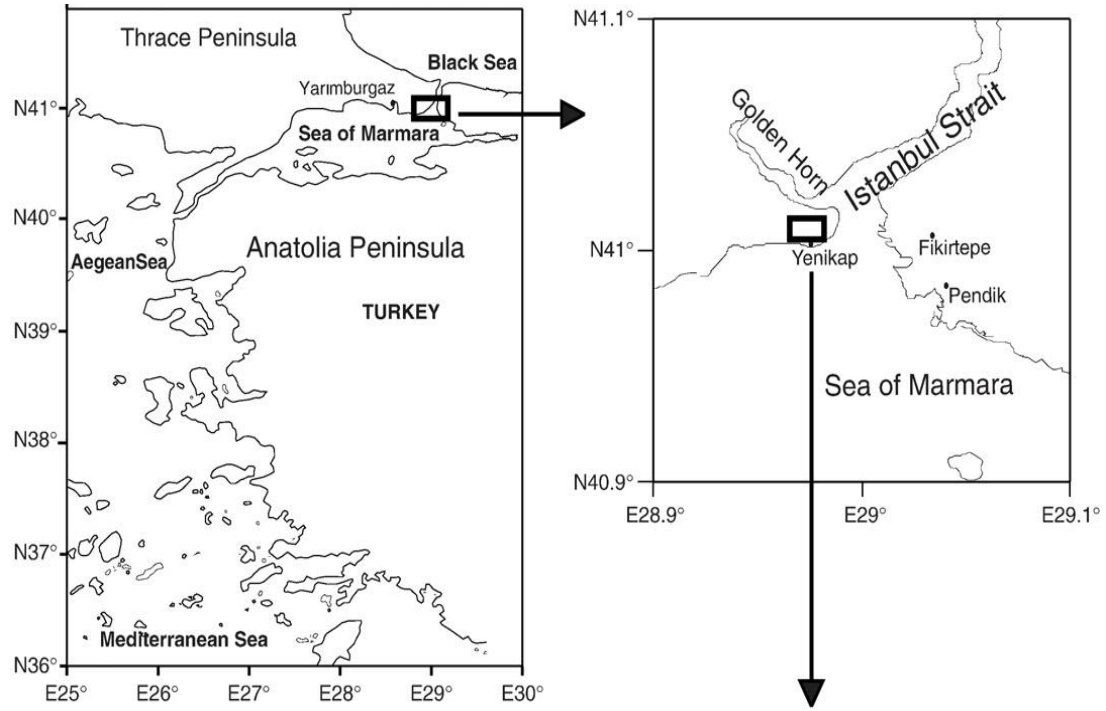 Thrace Peninsula
Black Sea
Yarımburgaz
N41°
Sea of Marmara
N40°
Anatolia Peninsula
AegeanSea
TURKEY
N39°
N38°
N37°
Mediterranean Sea
N36°
E25°
E26°
E27°
E28°
E29°
E30°
N41.1°
Golden Horn
Istanbul Strait
N41°
Yenikap
Fikirtepe
Pendik
Sea of Marmara
N40.9°
E28.9°
E29°
E29.1°